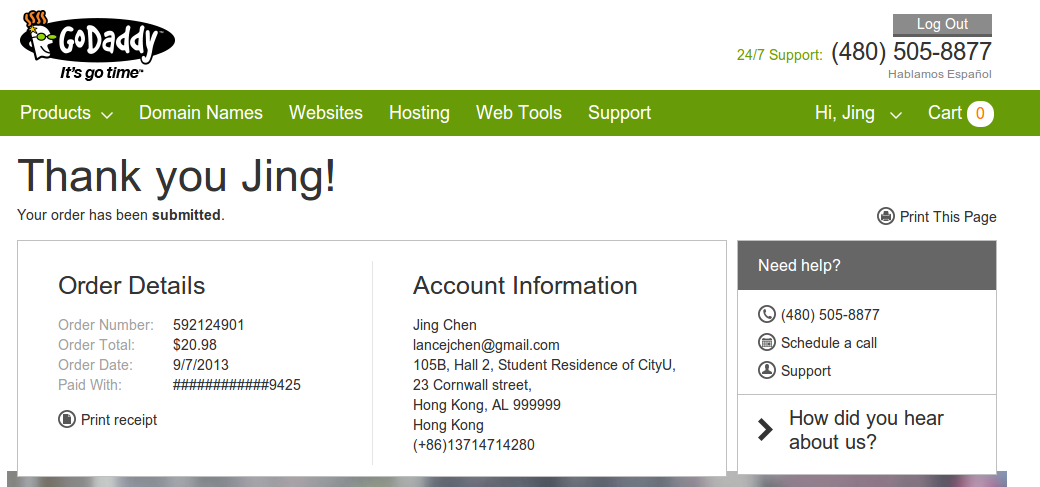 GoDaddy™
It's go time™
Log Out
24/7 Support: (480) 505-8877
Hablamos Español
Products Domain Names Websites Hosting Web Tools Support Hi, Jing Cart 0
Thank you Jing!
Your order has been submitted.
Print This Page
Order Details
Order Number: 592124901
Order Total: $20.98
Order Date: 9/7/2013
Paid With: ############9425
Print receipt
Account Information
Jing Chen
lancejchen@gmail.com
105B, Hall 2, Student Residence of CityU,
23 Cornwall street,
Hong Kong, AL 999999
Hong Kong
(+86)13714714280
Need help?
(480) 505-8877
Schedule a call
Support
How did you hear
about us?